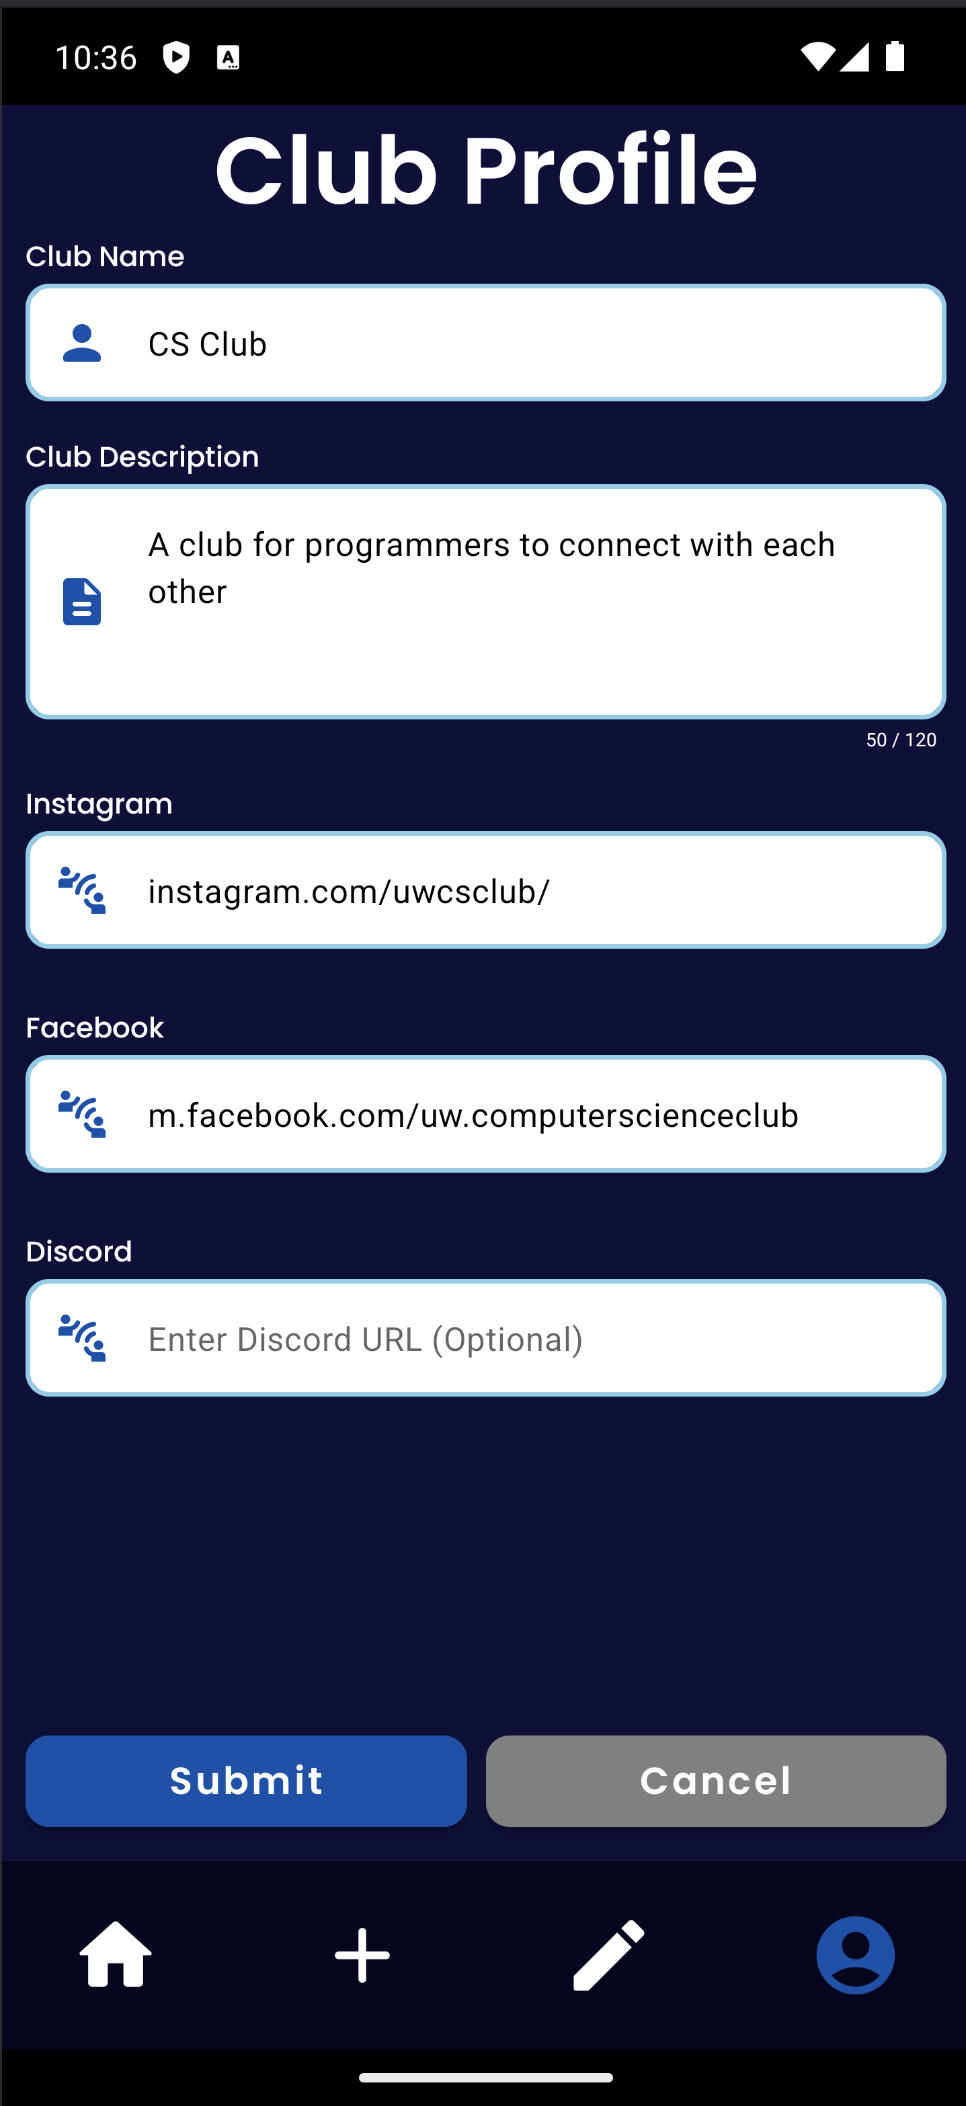 10:36
Club Profile
Club Name
CS Club
Club Description
A club for programmers to connect with each
other
50 / 120
Instagram
instagram.com/uwcsclub/
Facebook
m.facebook.com/uw.computerscienceclub
Discord
Enter Discord URL (Optional)
Submit
Cancel